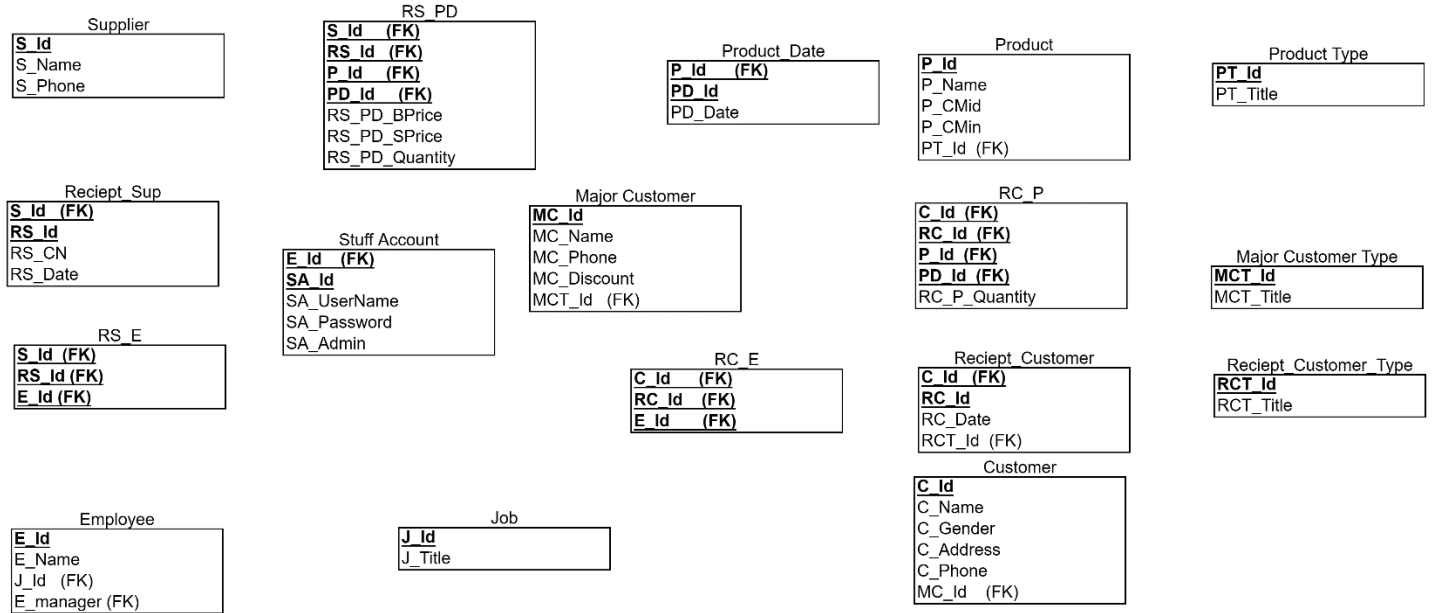 Supplier
S_Id
S_Name
S_Phone
RS_PD
S_Id (FK)
RS_Id (FK)
P_Id (FK)
PD_Id (FK)
RS_PD_BPrice
RS_PD_SPrice
RS_PD_Quantity
Product_Date
P_Id (FK)
PD_Id
PD_Date
Product
P_Id
P_Name
P_CMid
P_CMin
PT_Id (FK)
Product Type
PT_Id
PT_Title
Reciept_Sup
S_Id (FK)
RS_Id
RS_CN
RS_Date
Stuff Account
E_Id (FK)
SA_Id
SA_UserName
SA_Password
SA_Admin
Major Customer
MC_Id
MC_Name
MC_Phone
MC_Discount
MCT_Id (FK)
RC_P
C_Id (FK)
RC_Id (FK)
P_Id (FK)
PD_Id (FK)
RC_P_Quantity
Major Customer Type
MCT_Id
MCT_Title
RS_E
S_Id (FK)
RS_Id (FK)
E_Id (FK)
RC_E
C_Id (FK)
RC_Id (FK)
E_Id (FK)
Reciept_Customer
C_Id (FK)
RC_Id
RC_Date
RCT_Id (FK)
Reciept_Customer_Type
RCT_Id
RCT_Title
Employee
E_Id
E_Name
J_Id (FK)
E_manager (FK)
Job
J_Id
J_Title
Customer
C_Id
C_Name
C_Gender
C_Address
C_Phone
MC_Id (FK)